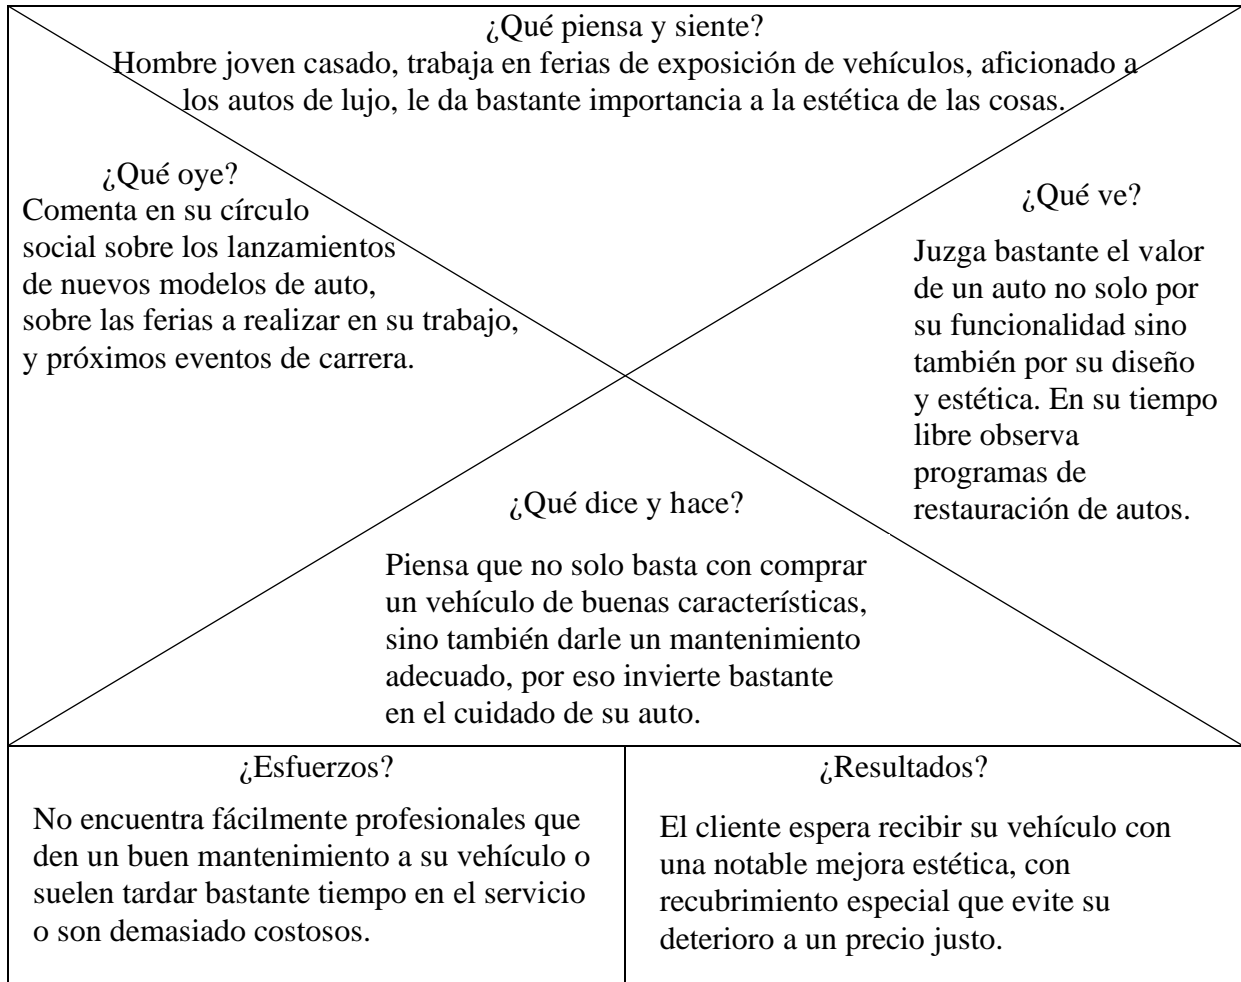 ¿Qué piensa y siente?
Hombre joven casado, trabaja en ferias de exposición de vehículos, aficionado a
los autos de lujo, le da bastante importancia a la estética de las cosas.
¿Qué oye?
Comenta en su círculo
social sobre los lanzamientos
de nuevos modelos de auto,
sobre las ferias a realizar en su trabajo,
y próximos eventos de carrera.
¿Qué ve?
Juzga bastante el valor
de un auto no solo por
su funcionalidad sino
también por su diseño
y estética. En su tiempo
libre observa
programas de
restauración de autos.
¿Qué dice y hace?
Piensa que no solo basta con comprar
un vehículo de buenas características,
sino también darle un mantenimiento
adecuado, por eso invierte bastante
en el cuidado de su auto.
¿Esfuerzos?
No encuentra fácilmente profesionales que
den un buen mantenimiento a su vehículo o
suelen tardar bastante tiempo en el servicio
o son demasiado costosos.
¿Resultados?
El cliente espera recibir su vehículo con
una notable mejora estética, con
recubrimiento especial que evite su
deterioro a un precio justo.